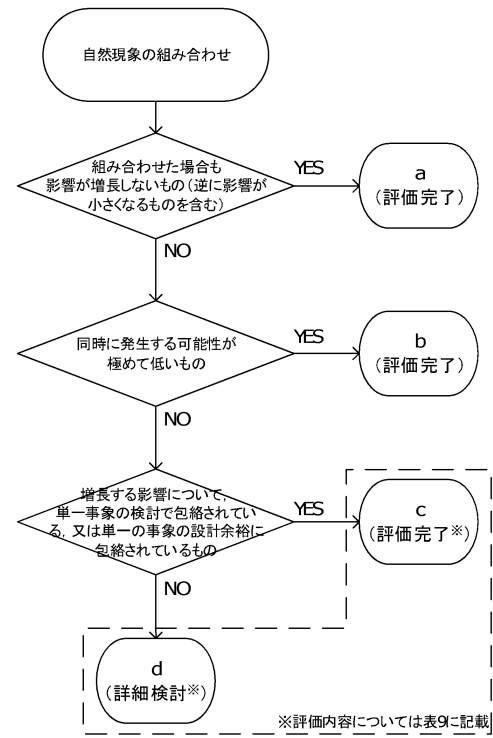 自然現象の組み合わせ
組み合わせた場合も
影響が増長しないもの（逆に影響が
小さくなるものを含む）
YES
a
（評価完了）
NO
同時に発生する可能性が
極めて低いもの
YES
b
（評価完了）
NO
増長する影響について，
単一事象の検討で包絡されてい
る，又は単一の事象の設計余裕に
包絡されているもの
YES
c
（評価完了※）
NO
d
（詳細検討※）
※評価内容については表9に記載